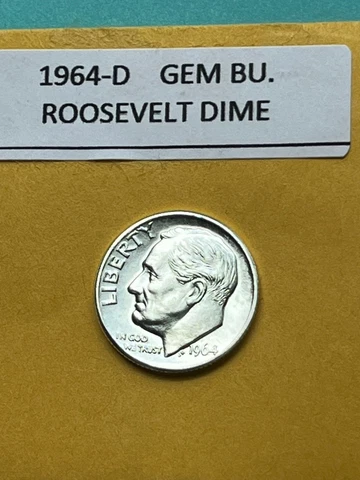 1964-D GEM BU.
ROOSEVELT DIME
LIBERTY
IN GOD
WE TRUST
1964